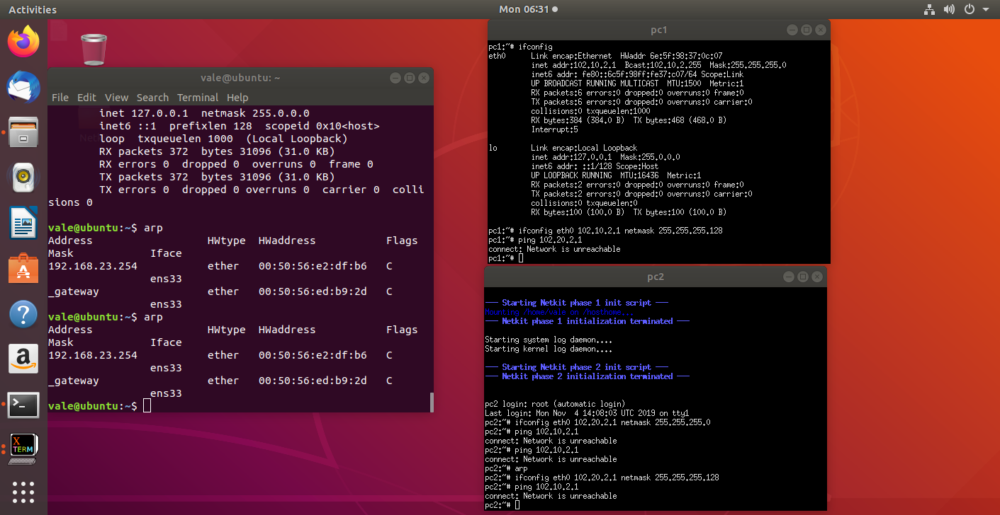 Activities
Mon 06:31
vale@ubuntu: ~
File Edit View Search Terminal Help
inet 127.0.0.1 netmask 255.0.0.0
inet6 ::1 prefixlen 128 scopeid 0x10<host>
loop txqueuelen 1000 (Local Loopback)
RX packets 372 bytes 31096 (31.0 KB)
RX errors 0 dropped 0 overruns 0 frame 0
TX packets 372 bytes 31096 (31.0 KB)
TX errors 0 dropped 0 overruns 0 carrier 0 colli
sions 0
vale@ubuntu:~$ arp
Address HWtype HWaddress Flags
Mask Iface
192.168.23.254 ether 00:50:56:e2:df:b6 C
ens33
_gateway ether 00:50:56:ed:b9:2d C
ens33
vale@ubuntu:~$ arp
Address HWtype HWaddress Flags
Mask Iface
192.168.23.254 ether 00:50:56:e2:df:b6 C
ens33
_gateway ether 00:50:56:ed:b9:2d C
ens33
vale@ubuntu:~$
pc1
pc1:~# ifconfig
eth0 Link encap:Ethernet HWaddr 6e:5f:98:37:0c:07
inet addr:102.10.2.1 Bcast:102.10.2.255 Mask:255.255.255.0
inet6 addr: fe80::6c5f:98ff:fe37:c07/64 Scope:Link
UP BROADCAST RUNNING MULTICAST MTU:1500 Metric:1
RX packets:6 errors:0 dropped:0 overruns:0 frame:0
TX packets:6 errors:0 dropped:0 overruns:0 carrier:0
collisions:0 txqueuelen:1000
RX bytes:384 (384.0 B) TX bytes:468 (468.0 B)
Interrupt:5
lo Link encap:Local Loopback
inet addr:127.0.0.1 Mask:255.0.0.0
inet6 addr: ::1/128 Scope:Host
UP LOOPBACK RUNNING MTU:16436 Metric:1
RX packets:2 errors:0 dropped:0 overruns:0 frame:0
TX packets:2 errors:0 dropped:0 overruns:0 carrier:0
collisions:0 txqueuelen:0
RX bytes:100 (100.0 B) TX bytes:100 (100.0 B)
pc1:~# ifconfig eth0 102.10.2.1 netmask 255.255.255.128
pc1:~# ping 102.20.2.1
connect: Network is unreachable
pc1:~#
pc2
--- Starting Netkit phase 1 init script ---
Mounting /home/vale on /hosthome...
--- Netkit phase 1 initialization terminated ---
Starting system log daemon....
Starting kernel log daemon....
--- Starting Netkit phase 2 init script ---
--- Netkit phase 2 initialization terminated ---
pc2 login: root (automatic login)
Last login: Mon Nov 4 14:08:03 UTC 2019 on tty1
pc2:~# ifconfig eth0 102.20.2.1 netmask 255.255.255.0
pc2:~# ping 102.10.2.1
connect: Network is unreachable
pc2:~# ping 102.10.2.1
connect: Network is unreachable
pc2:~# arp
pc2:~# ifconfig eth0 102.20.2.1 netmask 255.255.255.128
pc2:~# ping 102.10.2.1
connect: Network is unreachable
pc2:~#
X
TERM